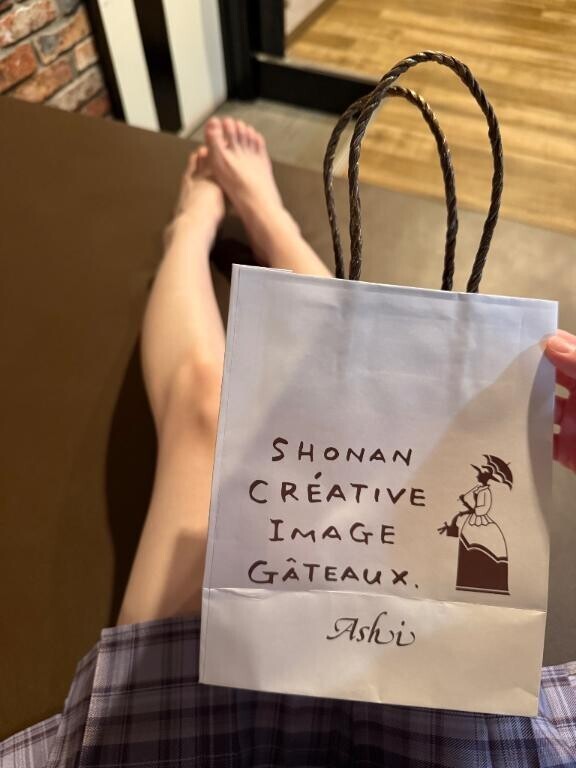 SHONAN
CRÉATIVE
IMAGE
GÂTEAUX.
Ashi